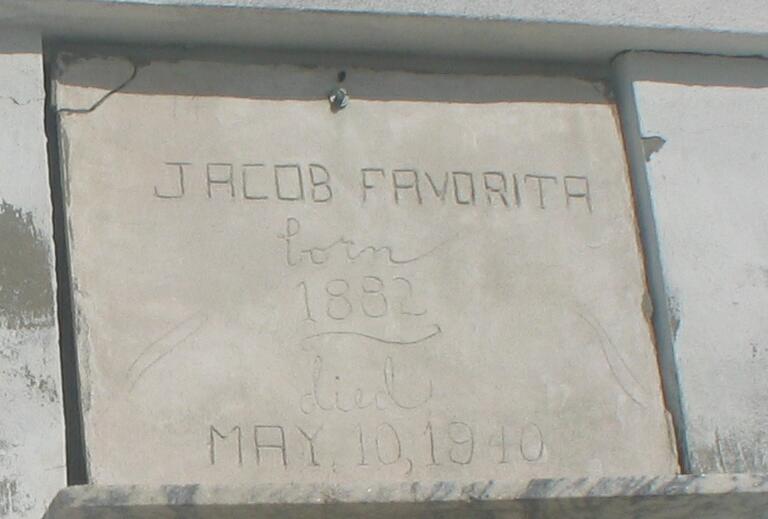 JACOB FAVORITA
born
1882
died
MAY, 10, 1940